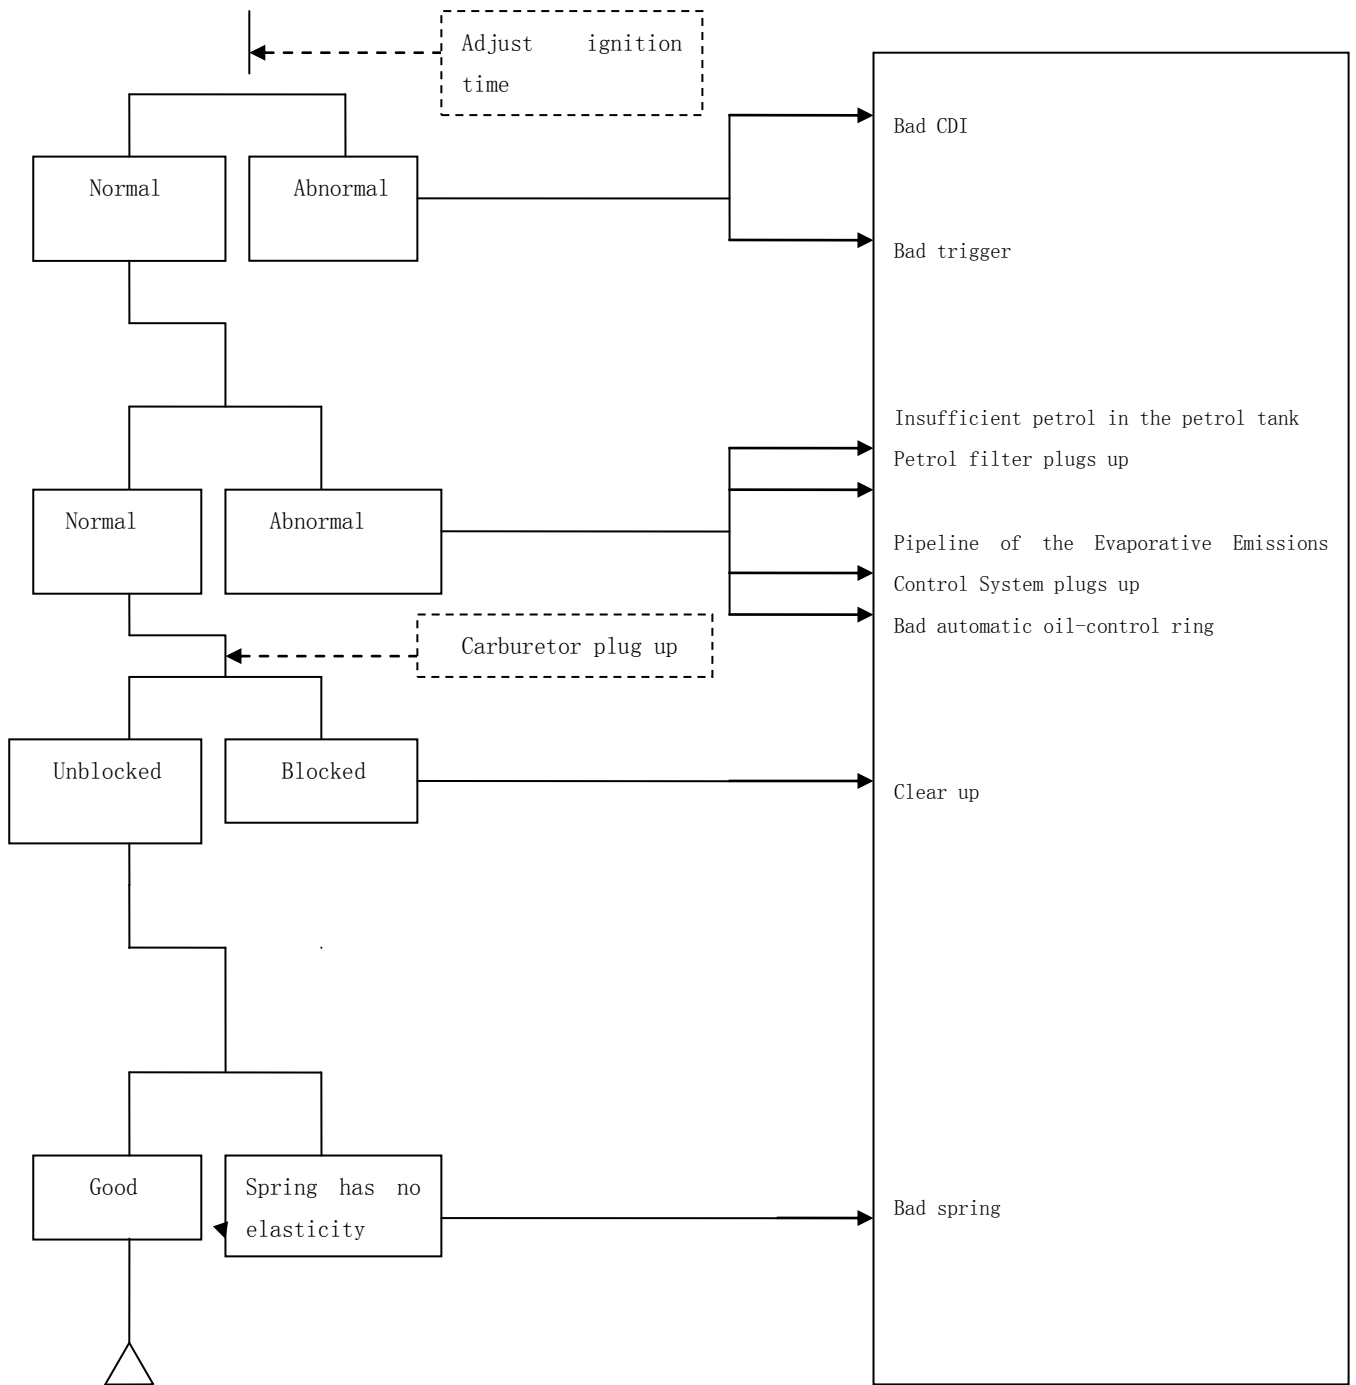 Adjust ignition
time
Bad CDI
Normal
Abnormal
Bad trigger
Insufficient petrol in the petrol tank
Petrol filter plugs up
Normal
Abnormal
Pipeline of the Evaporative Emissions
Control System plugs up
Bad automatic oil-control ring
Carburetor plug up
Unblocked
Blocked
Clear up
Good
Spring has no
elasticity
Bad spring